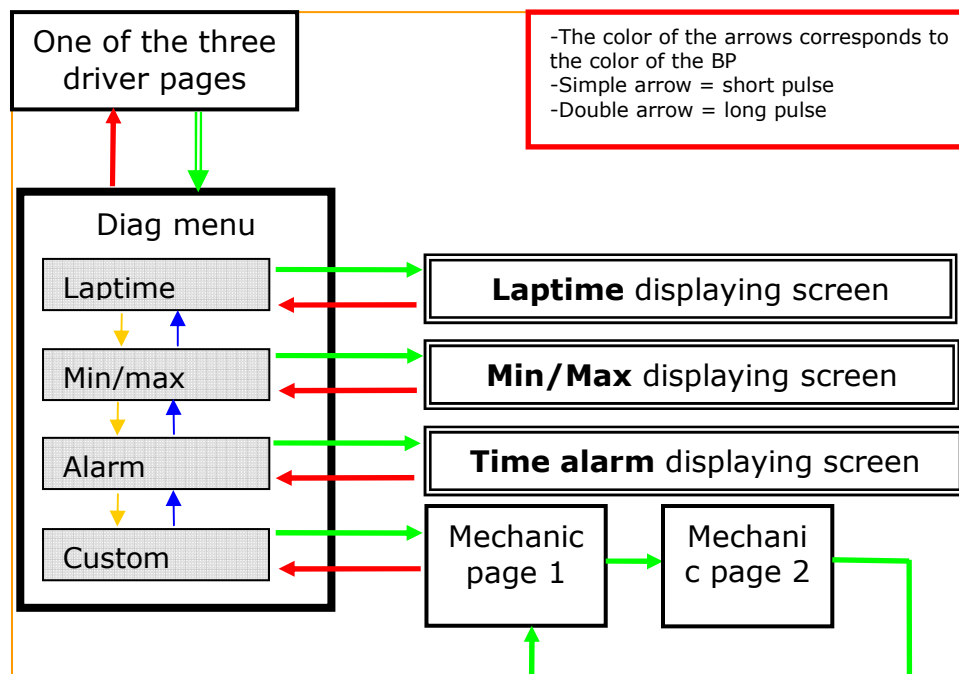 One of the three
driver pages
-The color of the arrows corresponds to
the color of the BP
-Simple arrow = short pulse
-Double arrow = long pulse
Diag menu
Laptime
Laptime displaying screen
Min/max
Min/Max displaying screen
Alarm
Time alarm displaying screen
Custom
Mechanic
page 1
Mechani
c page 2